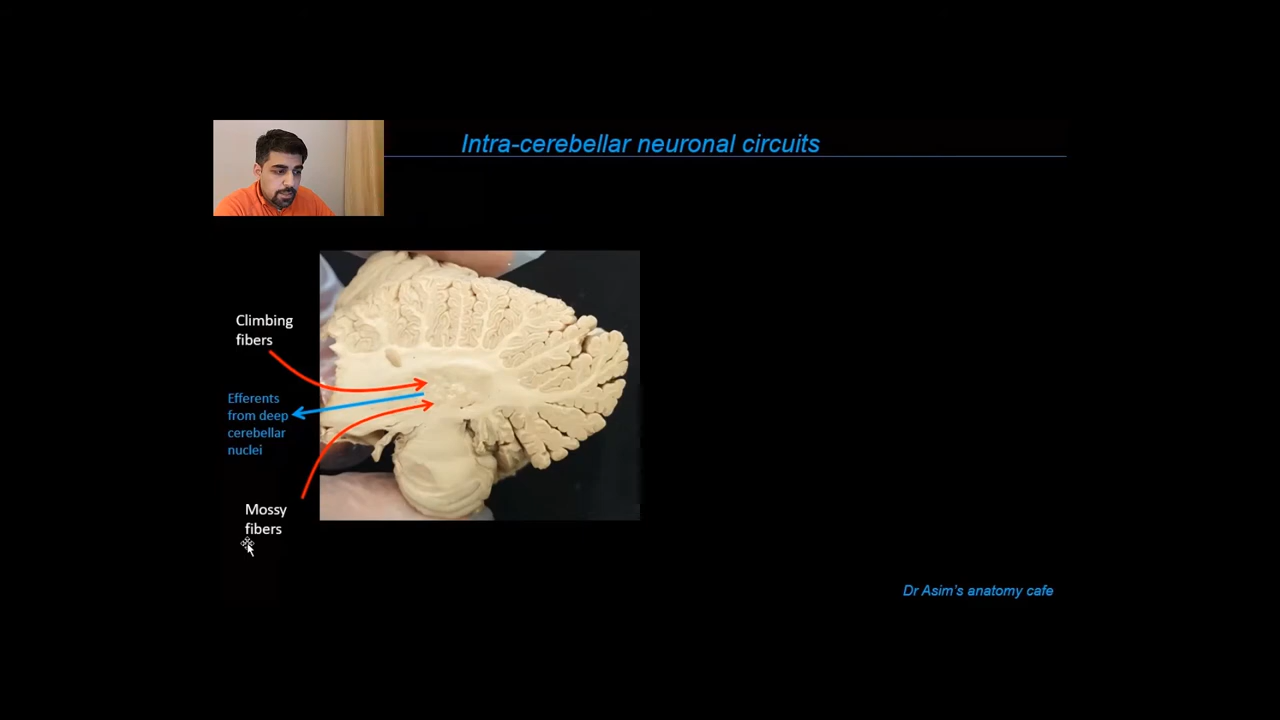 Intra-cerebellar neuronal circuits
Climbing
fibers
Efferents
from deep
cerebellar
nuclei
Mossy
fibers
Dr Asim's anatomy cafe